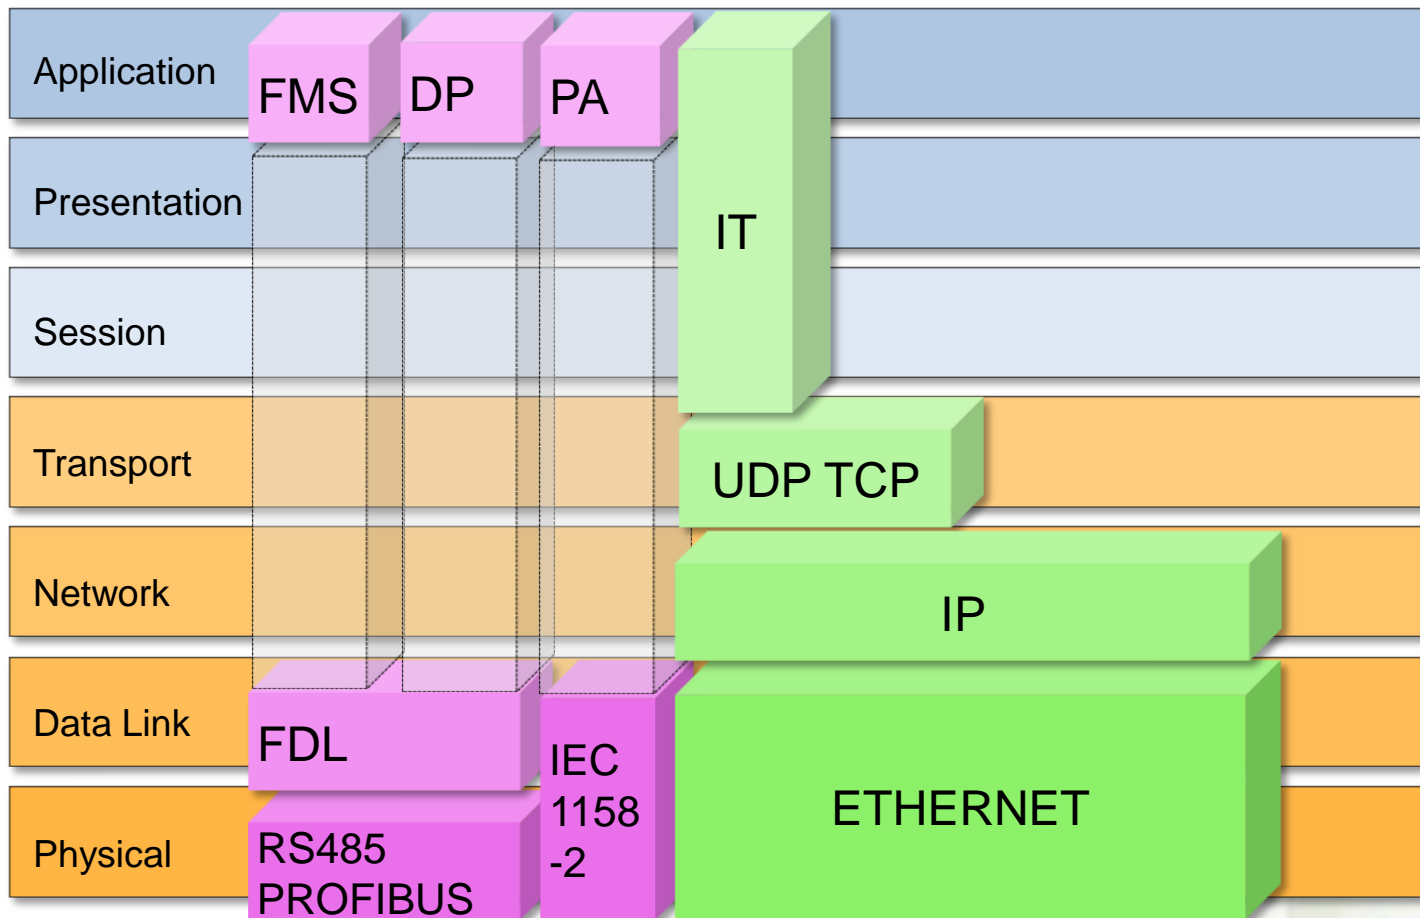 Application
FMS
DP
PA
Presentation
IT
Session
Transport
UDP TCP
Network
IP
Data Link
FDL
IEC
1158
-2
ETHERNET
Physical
RS485
PROFIBUS